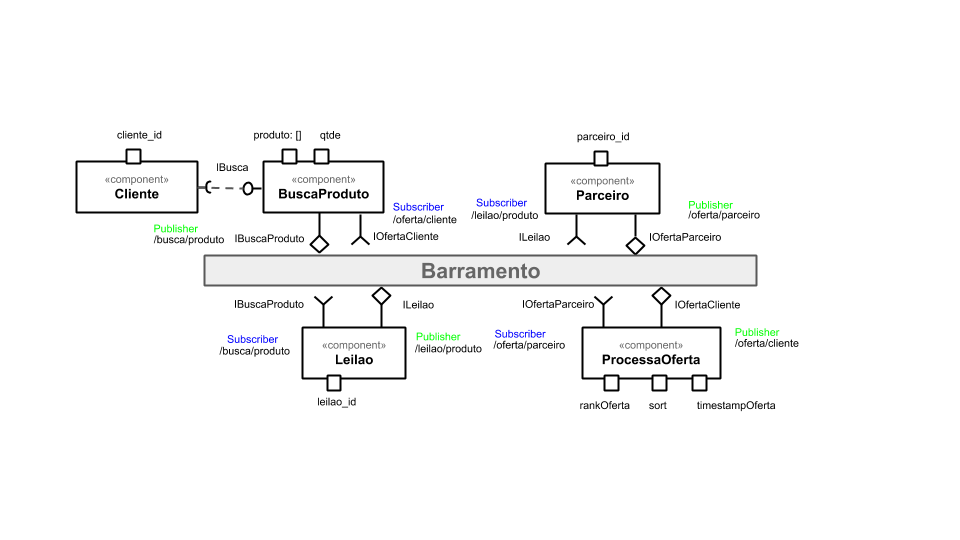 cliente_id
produto: []
qtde
parceiro_id
«component»
Cliente
IBusca
«component»
BuscaProduto
«component»
Parceiro
Publisher
/busca/produto
IBuscaProduto
Subscriber
/oferta/cliente
IOfertaCliente
Subscriber
/leilao/produto
ILeilao
Publisher
/oferta/parceiro
IOfertaParceiro
Barramento
IBuscaProduto
ILeilao
IOfertaParceiro
IOfertaCliente
Subscriber
/busca/produto
«component»
Leilao
Publisher
/leilao/produto
Subscriber
/oferta/parceiro
«component»
ProcessaOferta
Publisher
/oferta/cliente
leilao_id
rankOferta
sort
timestampOferta